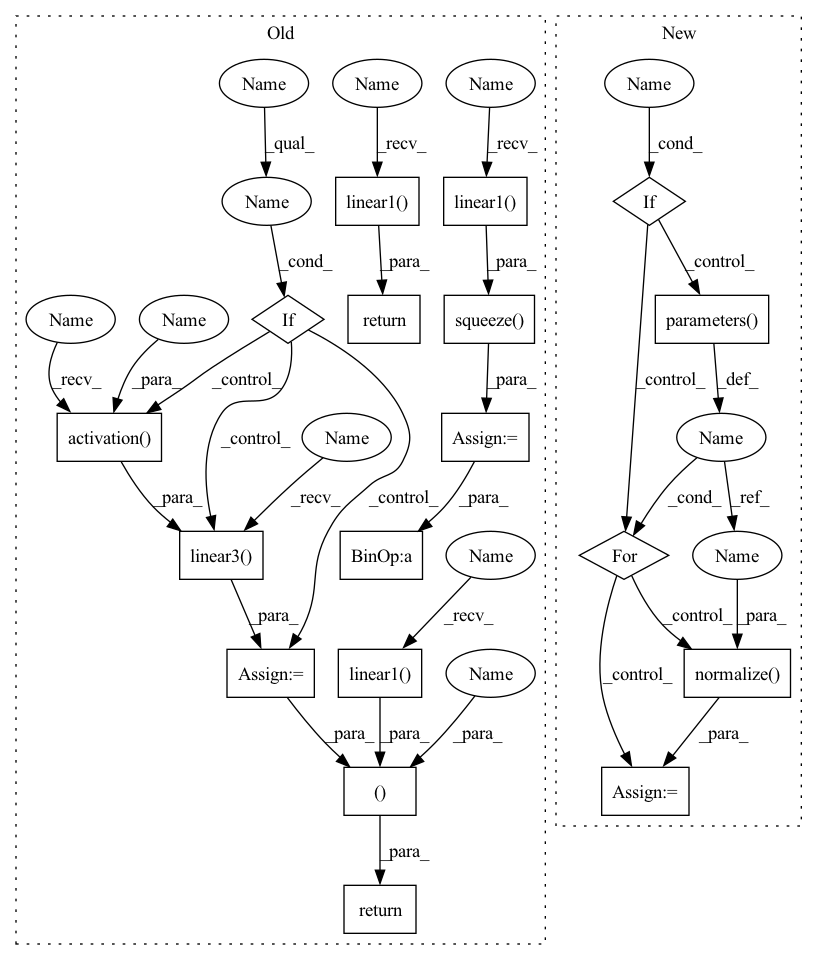 Old
New
Name
Name
Name
Name
_qual_
_recv_
_recv_
_cond_
Name
linear1()
linear1()
If
_cond_
_para_
_para_
_control_
Name
Name
If
return
squeeze()
parameters()
_recv_
_para_
_control_
_para_
_control_
_def_
activation()
_control_
Name
Assign:=
Name
_para_
_recv_
_control_
_para_
_cond_
_ref_
linear3()
BinOp:a
Name
For
Name
_para_
_recv_
_control_
_para_
Assign:=
linear1()
Name
_control_
normalize()
_para_
_para_
_para_
_para_
()
Assign:=
_para_
return